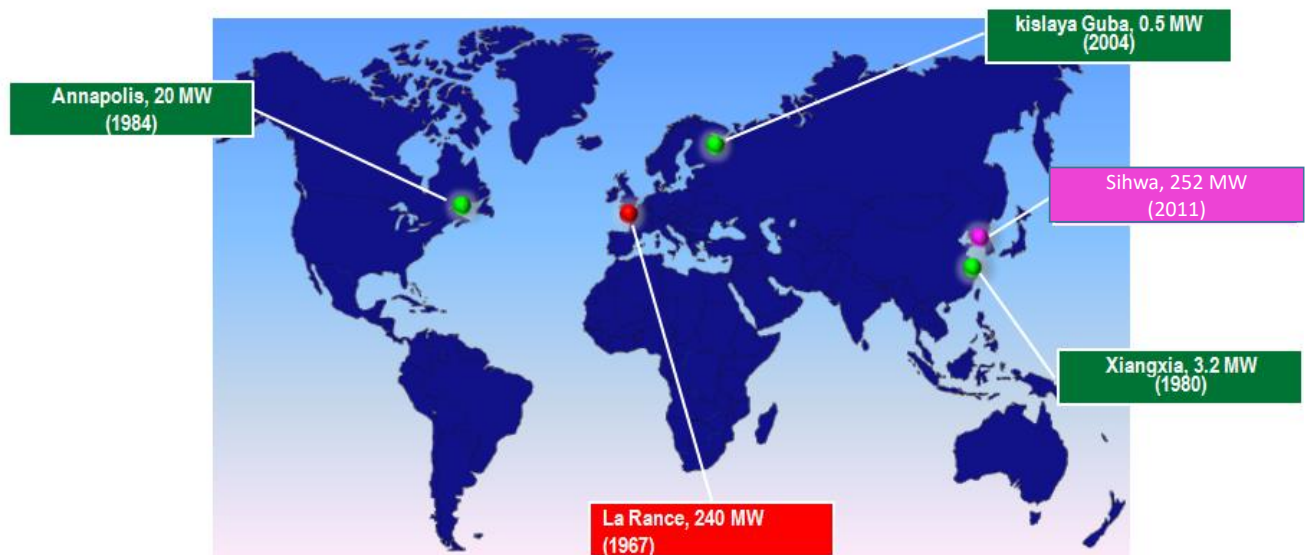 kislaya Guba, 0.5 MW
(2004)
Annapolis, 20 MW
(1984)
Sihwa, 252 MW
(2011)
Xiangxia, 3.2 MW
(1980)
La Rance, 240 MW
(1967)